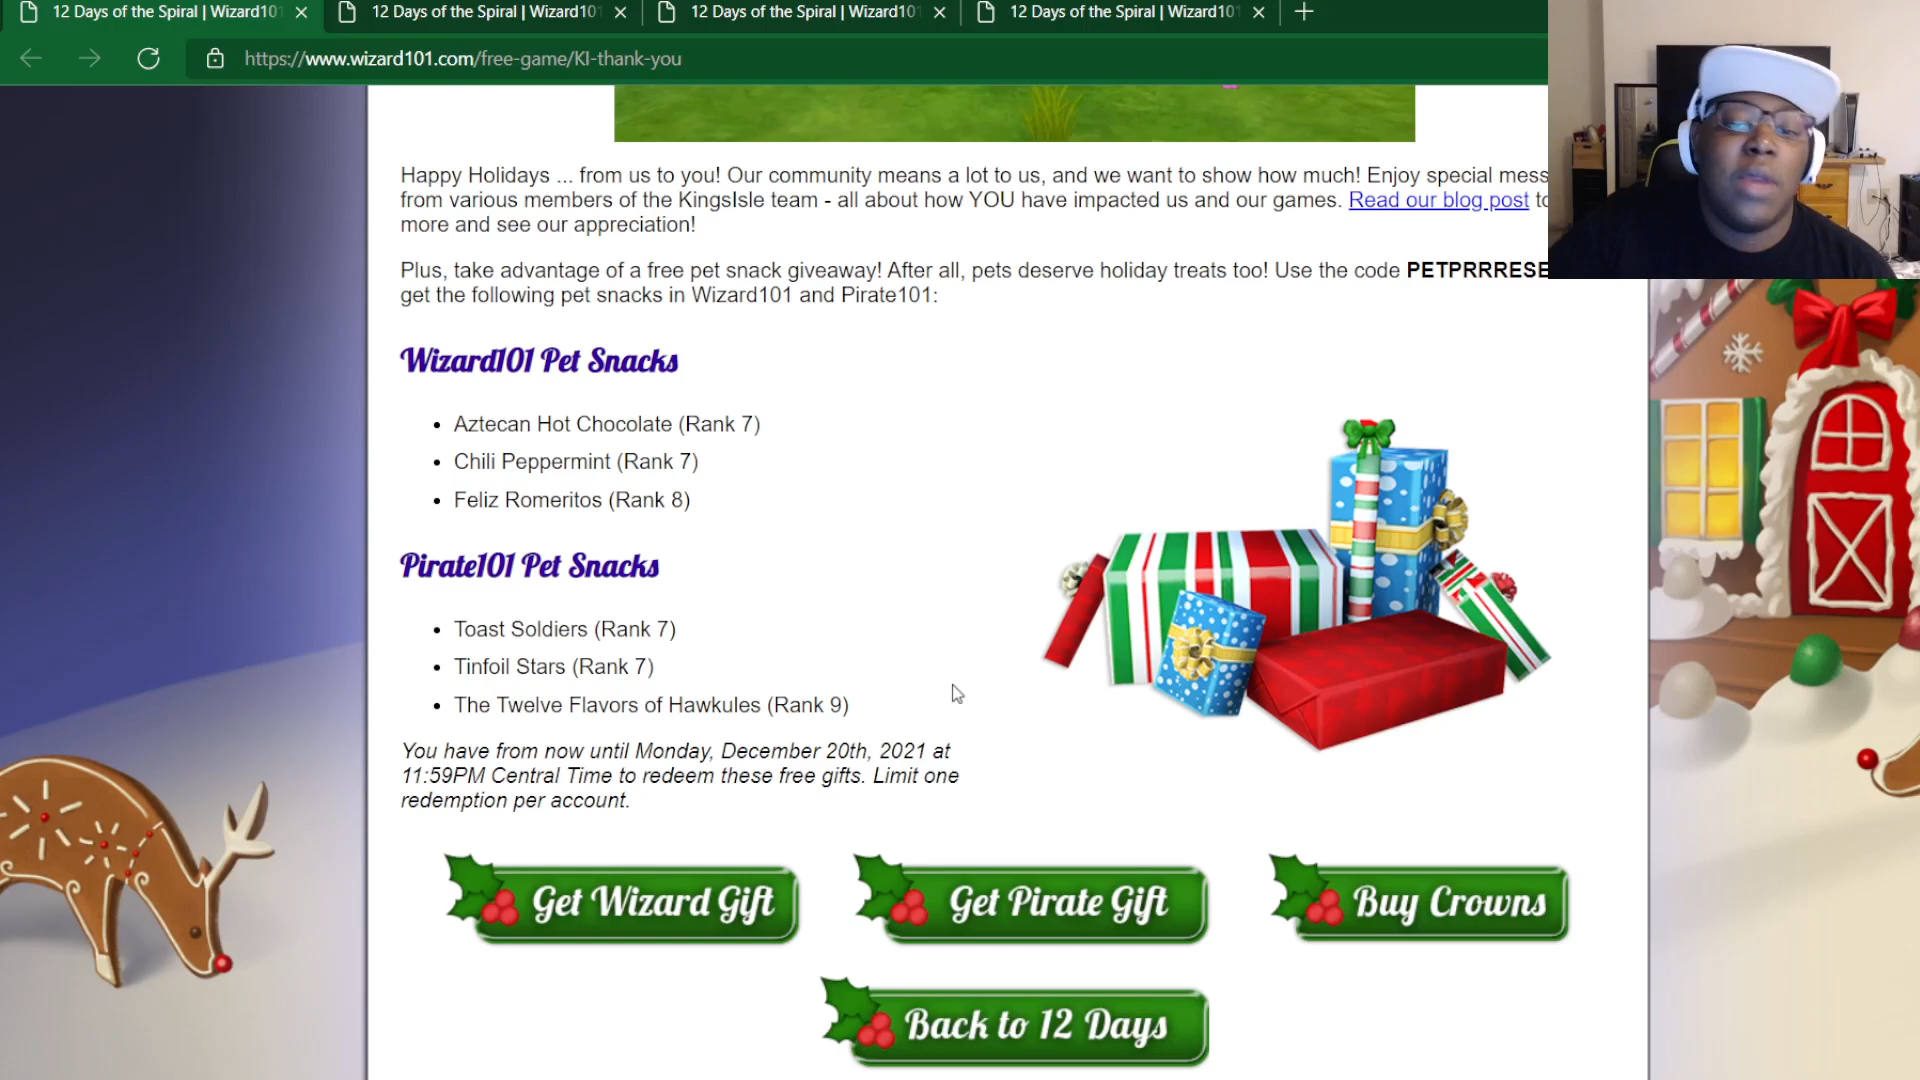 12 Days of the Spiral | Wizard101
12 Days of the Spiral | Wizard101
12 Days of the Spiral | Wizard101
12 Days of the Spiral | Wizard101
https://www.wizard101.com/free-game/KI-thank-you
Happy Holidays ... from us to you! Our community means a lot to us, and we want to show how much! Enjoy special
from various members of the KingsIsle team - all about how YOU have impacted us and our games. Read our blog post
more and see our appreciation!
Plus, take advantage of a free pet snack giveaway! After all, pets deserve holiday treats too! Use the code
get the following pet snacks in Wizard101 and Pirate101:
Wizard101 Pet Snacks
• Aztecan Hot Chocolate (Rank 7)
• Chili Peppermint (Rank 7)
• Feliz Romeritos (Rank 8)
Pirate101 Pet Snacks
• Toast Soldiers (Rank 7)
• Tinfoil Stars (Rank 7)
• The Twelve Flavors of Hawkules (Rank 9)
You have from now until Monday, December 20th, 2021 at
11:59PM Central Time to redeem these free gifts. Limit one
redemption per account.
Get Wizard Gift
Get Pirate Gift
Buy Crowns
Back to 12 Days